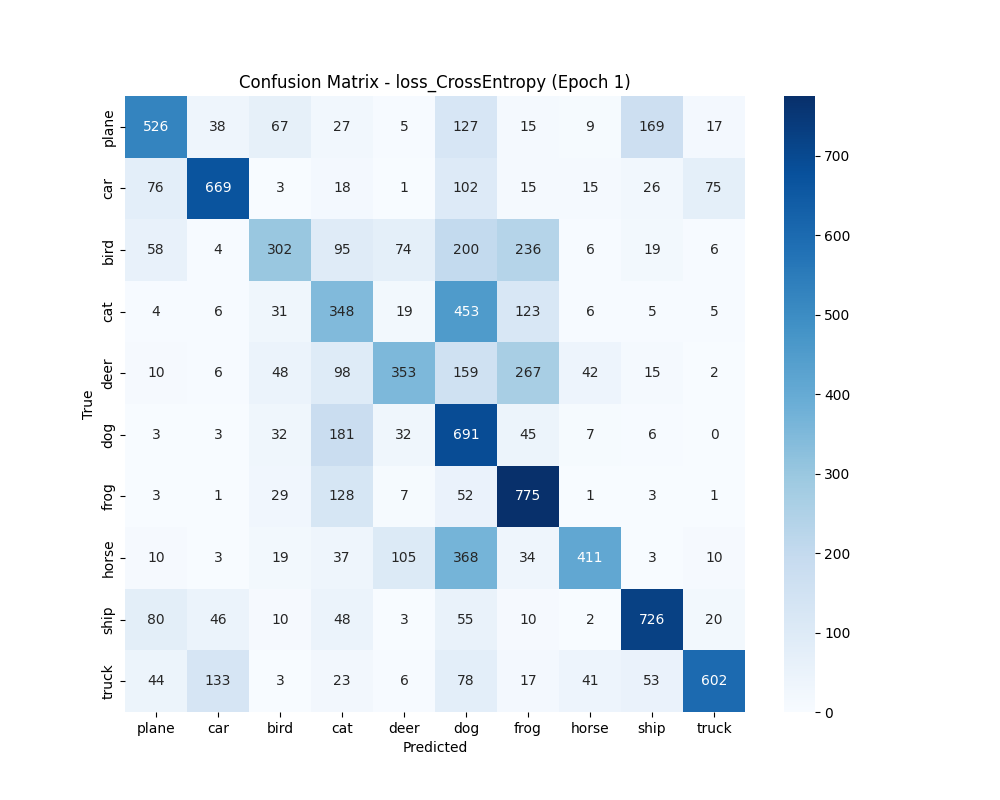 Confusion Matrix - loss_CrossEntropy (Epoch 1)
True
plane 526 38 67 27 5 127 15 9 169 17
car 76 669 3 18 1 102 15 15 26 75
bird 58 4 302 95 74 200 236 6 19 6
cat 4 6 31 348 19 453 123 6 5 5
deer 10 6 48 98 353 159 267 42 15 2
dog 3 3 32 181 32 691 45 7 6 0
frog 3 1 29 128 7 52 775 1 3 1
horse 10 3 19 37 105 368 34 411 3 10
ship 80 46 10 48 3 55 10 2 726 20
truck 44 133 3 23 6 78 17 41 53 602
plane car bird cat deer dog frog horse ship truck
Predicted
700
600
500
400
300
200
100
0